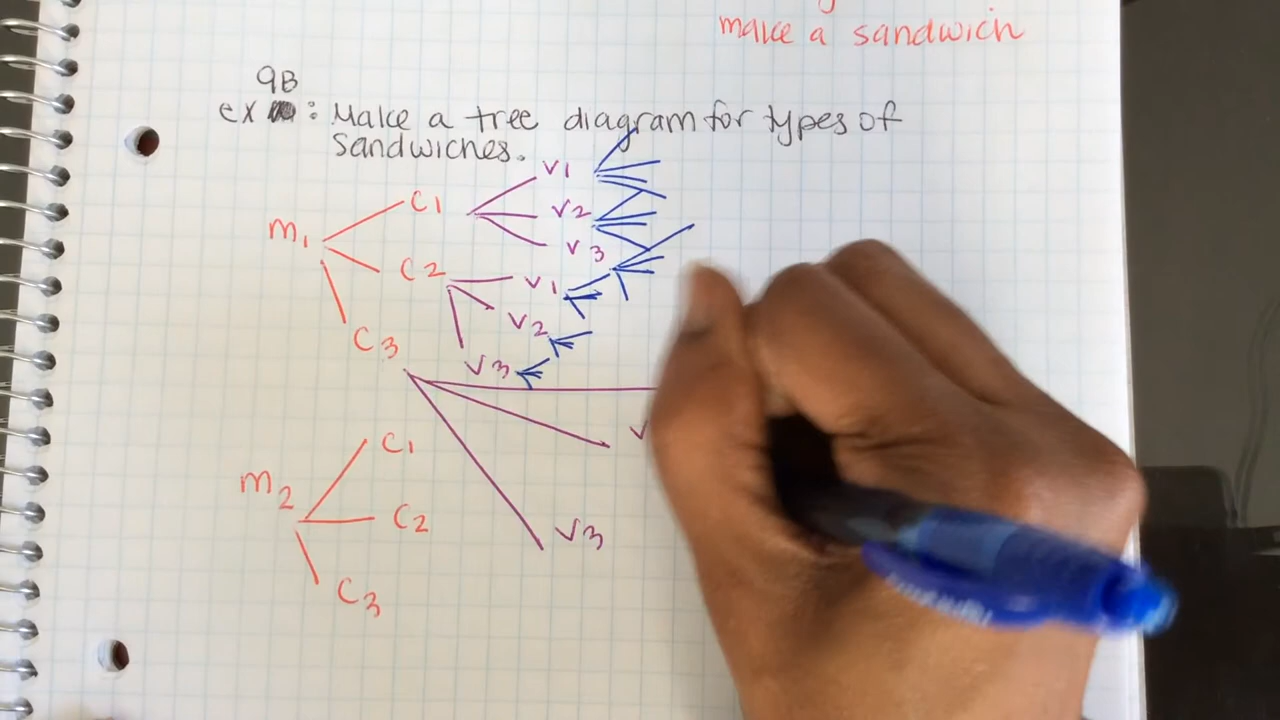 make a sandwich
9B
ex : Make a tree diagram for types of
Sandwiches.
V1
C1
V2
M1
V3
C2
V1
V2
C3
V3
V
C1
M2
C2
V3
C3